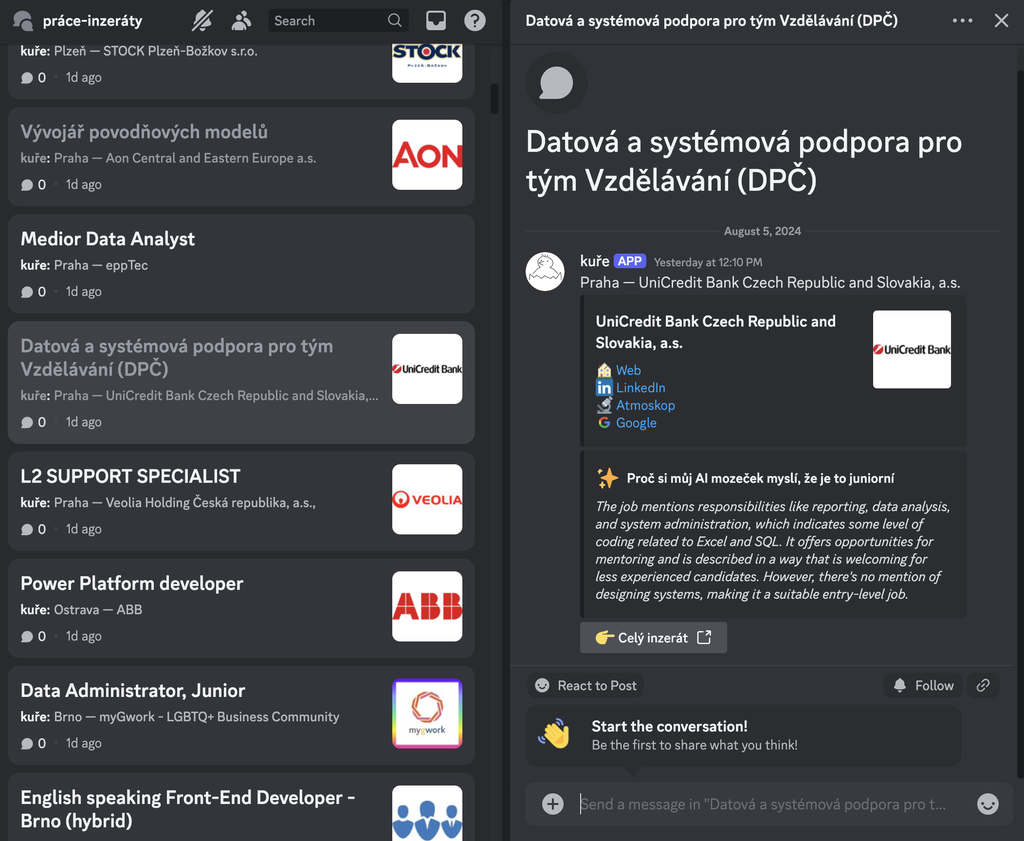 práce-inzeráty
Search
kuře: Plzeň — STOCK Plzeň-Božkov s.r.o.
0 • 1d ago
STOCK
PLZEŇ-BOŽKOV
Vývojář povodňových modelů
kuře: Praha — Aon Central and Eastern Europe a.s.
0 • 1d ago
AON
Medior Data Analyst
kuře: Praha — eppTec
0 • 1d ago
Datová a systémová podpora pro tým
Vzdělávání (DPČ)
kuře: Praha — UniCredit Bank Czech Republic and Slovakia,...
0 • 1d ago
UniCredit Bank
L2 SUPPORT SPECIALIST
kuře: Praha — Veolia Holding Česká republika, a.s.,
0 • 1d ago
VEOLIA
Power Platform developer
kuře: Ostrava — ABB
0 • 1d ago
ABB
Data Administrator, Junior
kuře: Brno — myGwork - LGBTQ+ Business Community
0 • 1d ago
mygwork
English speaking Front-End Developer -
Brno (hybrid)
Datová a systémová podpora pro tým Vzdělávání (DPČ)
Datová a systémová podpora pro
tým Vzdělávání (DPČ)
August 5, 2024
kuře APP Yesterday at 12:10 PM
Praha — UniCredit Bank Czech Republic and Slovakia, a.s.
UniCredit Bank Czech Republic and
Slovakia, a.s.
UniCredit Bank
Web
LinkedIn
Atmoskop
Google
Proč si můj AI mozeček myslí, že je to juniorní
The job mentions responsibilities like reporting, data analysis,
and system administration, which indicates some level of
coding related to Excel and SQL. It offers opportunities for
mentoring and is described in a way that is welcoming for
less experienced candidates. However, there's no mention of
designing systems, making it a suitable entry-level job.
Celý inzerát
React to Post
Follow
Start the conversation!
Be the first to share what you think!
Send a message in "Datová a systémová podpora pro t...